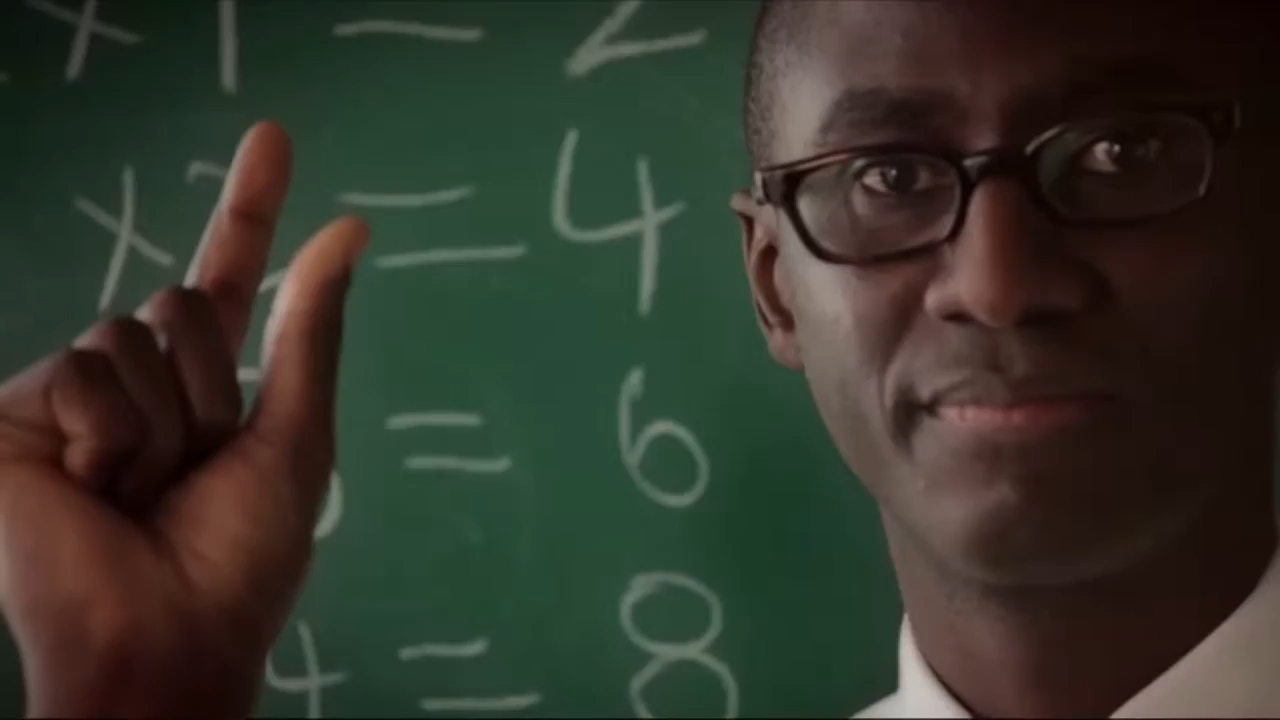 x 1 = 2
x = 4
= 6
4 = 8